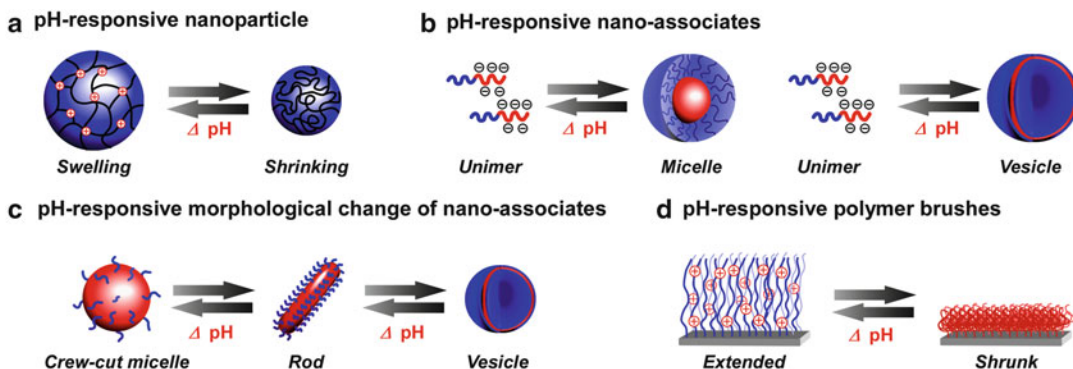 a pH-responsive nanoparticle
Δ pH
Swelling Shrinking
b pH-responsive nano-associates
Δ pH Δ pH
Unimer Micelle Unimer Vesicle
c pH-responsive morphological change of nano-associates
Δ pH Δ pH
Crew-cut micelle Rod Vesicle
d pH-responsive polymer brushes
Δ pH
Extended Shrunk